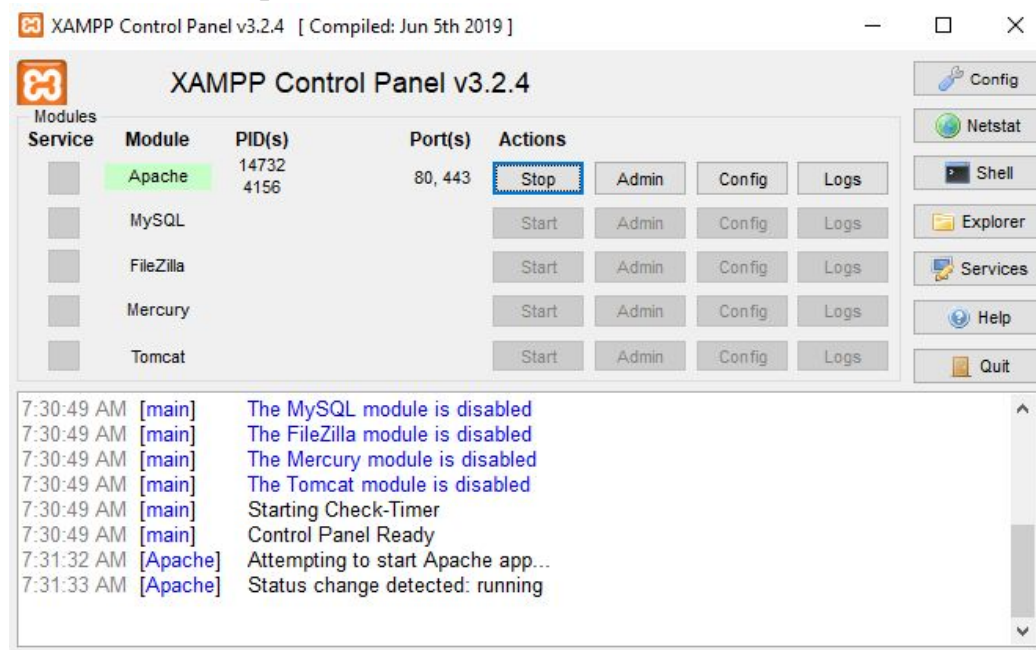 XAMPP Control Panel v3.2.4 [ Compiled: Jun 5th 2019 ]
XAMPP Control Panel v3.2.4
Config
Modules
Service Module PID(s) Port(s) Actions
Netstat
Apache 14732 4156 80, 443 Stop Admin Config Logs
Shell
MySQL Start Admin Config Logs
Explorer
FileZilla Start Admin Config Logs
Services
Mercury Start Admin Config Logs
Help
Tomcat Start Admin Config Logs
Quit
7:30:49 AM [main] The MySQL module is disabled
7:30:49 AM [main] The FileZilla module is disabled
7:30:49 AM [main] The Mercury module is disabled
7:30:49 AM [main] The Tomcat module is disabled
7:30:49 AM [main] Starting Check-Timer
7:30:49 AM [main] Control Panel Ready
7:31:32 AM [Apache] Attempting to start Apache app...
7:31:33 AM [Apache] Status change detected: running